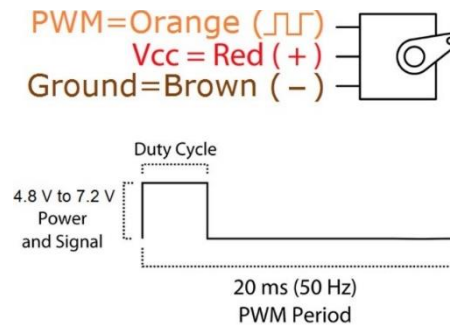 PWM=Orange (⎍⎍)
Vcc = Red ( + )
Ground=Brown ( – )
Duty Cycle
4.8 V to 7.2 V
Power
and Signal
20 ms (50 Hz)
PWM Period